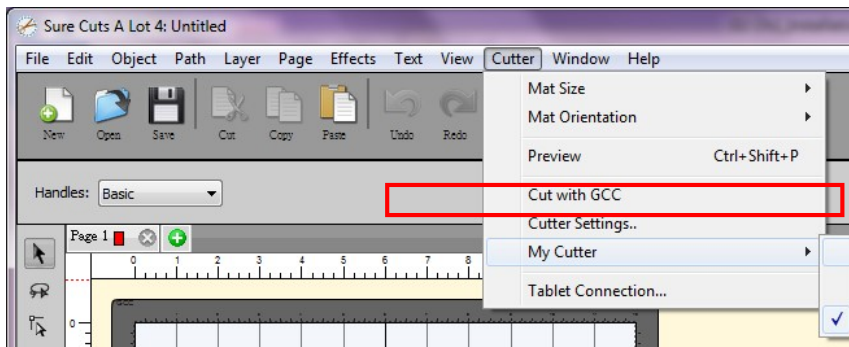 Sure Cuts A Lot 4: Untitled
File Edit Object Path Layer Page Effects Text View Cutter Window Help
New Open Save Cut Copy Paste Undo Redo
Mat Size
Mat Orientation
Preview Ctrl+Shift+P
Cut with GCC
Cutter Settings..
My Cutter
Tablet Connection...
Handles: Basic
Page 1
0 1 2 3 4 5 6 7 8
GCC
0